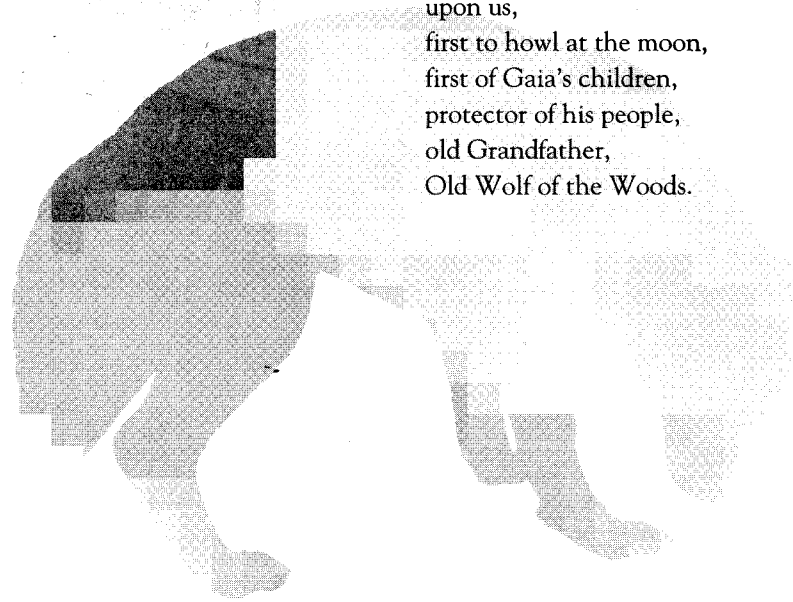 upon us,
first to howl at the moon,
first of Gaia's children,
protector of his people,
old Grandfather,
Old Wolf of the Woods.